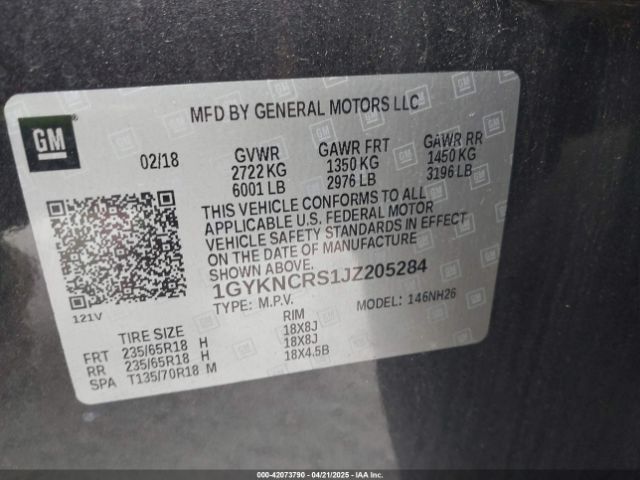 GM
MFD BY GENERAL MOTORS LLC
02/18 GVWR GAWR FRT GAWR RR
2722 KG 1350 KG 1450 KG
6001 LB 2976 LB 3196 LB
THIS VEHICLE CONFORMS TO ALL
APPLICABLE U.S. FEDERAL MOTOR
VEHICLE SAFETY STANDARDS IN EFFECT
ON THE DATE OF MANUFACTURE
SHOWN ABOVE.
1GYKNCRS1JZ205284
TYPE: M.P.V. MODEL: 146NH26
121V
TIRE SIZE RIM
FRT 235/65R18 H 18X8J
RR 235/65R18 H 18X8J
SPA T135/70R18 M 18X4.5B
000-42073790 - 04/21/2025 - IAA Inc.